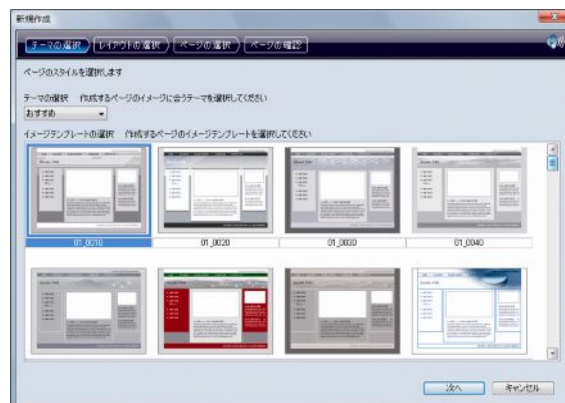 新規作成
テーマの選択 レイアウトの選択 ページの選択 ページの確認
ページのスタイルを選択します
テーマの選択 作成するページのイメージに合うテーマを選択してください
おすすめ
イメージテンプレートの選択 作成するページのイメージテンプレートを選択してください
01_0010 01_0020 01_0030 01_0040
次へ キャンセル